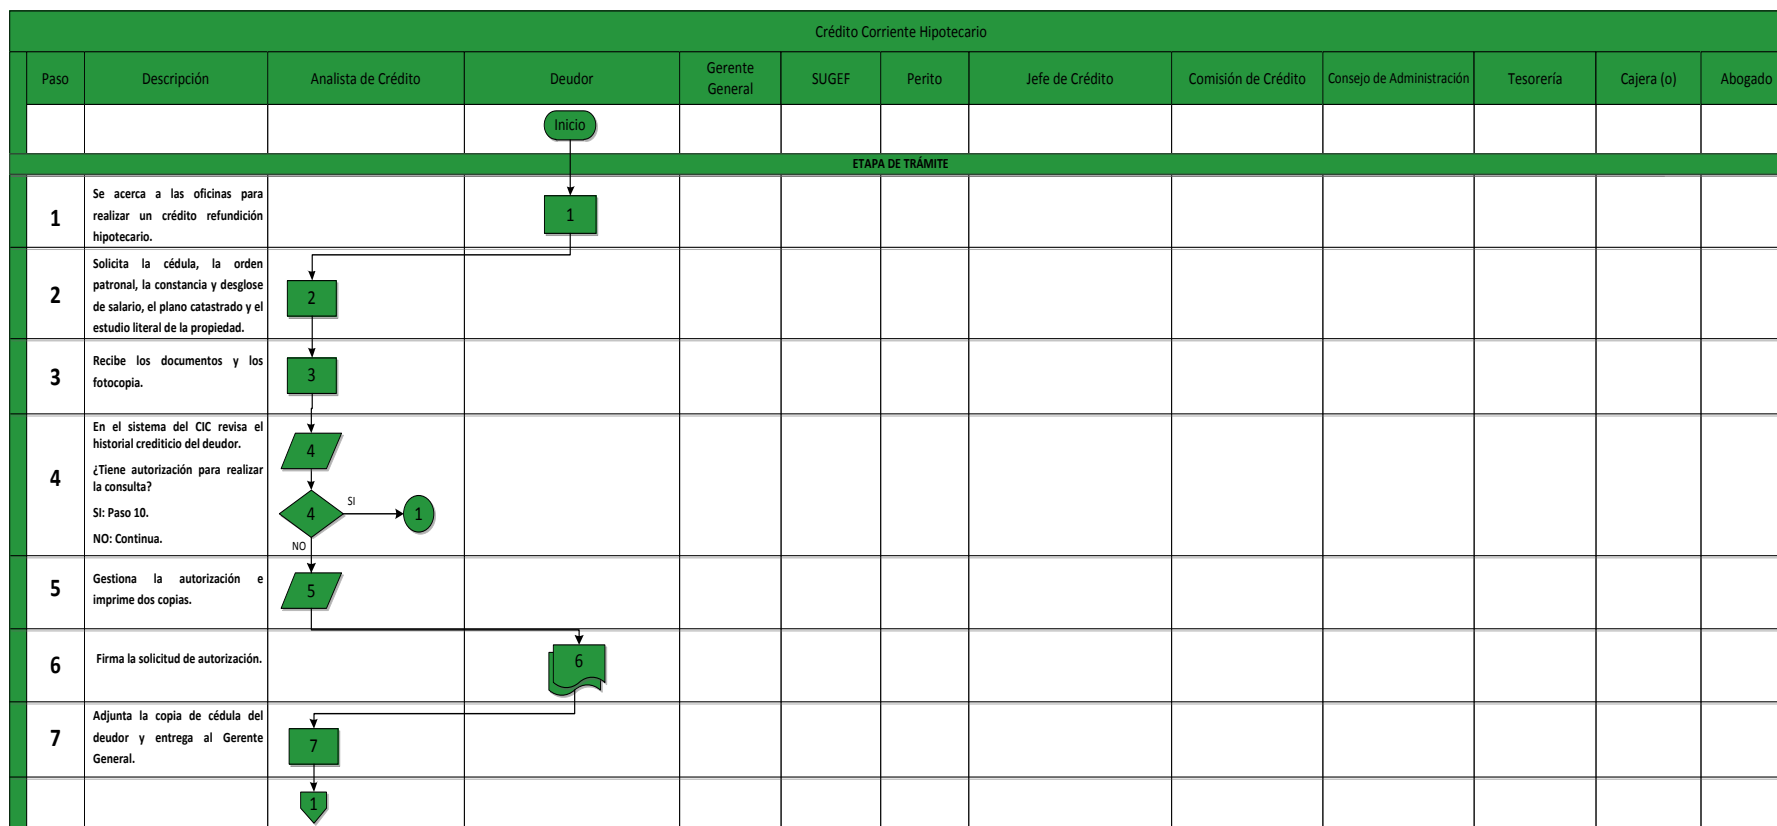 Crédito Corriente Hipotecario
Paso
Descripción
Analista de Crédito
Deudor
Gerente
General
SUGEF
Perito
Jefe de Crédito
Comisión de Crédito
Consejo de Administración
Tesorería
Cajera (o)
Abogado
Inicio
ETAPA DE TRÁMITE
1
Se acerca a las oficinas para
realizar un crédito refundición
hipotecario.
1
2
Solicita la cédula, la orden
patronal, la constancia y desglose
de salario, el plano catastrado y el
estudio literal de la propiedad.
2
3
Recibe los documentos y los
fotocopia.
3
4
En el sistema del CIC revisa el
historial crediticio del deudor.
¿Tiene autorización para realizar
la consulta?
SI: Paso 10.
NO: Continua.
4
4
SI
1
NO
5
Gestiona la autorización e
imprime dos copias.
5
6
Firma la solicitud de autorización.
6
7
Adjunta la copia de cédula del
deudor y entrega al Gerente
General.
7
1